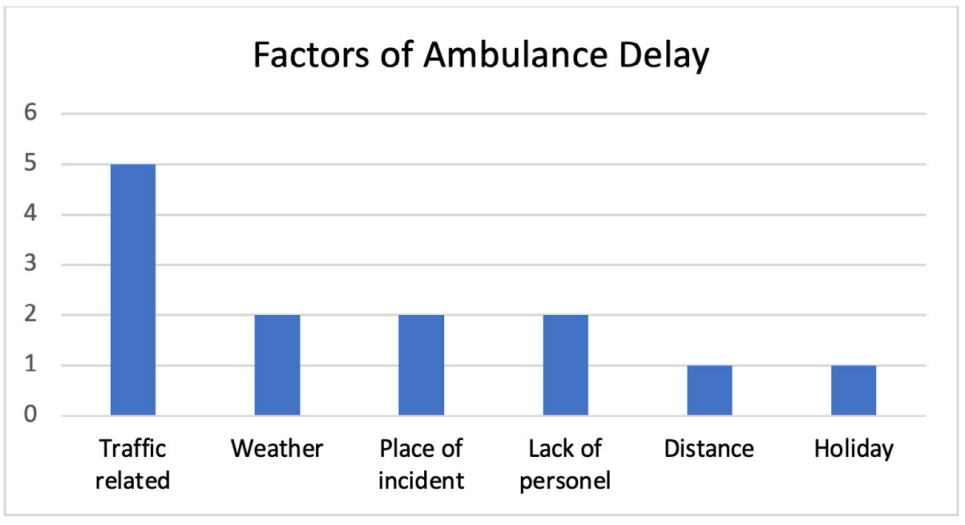 Factors of Ambulance Delay
6
5
4
3
2
1
0
Traffic
related
Weather
Place of
incident
Lack of
personel
Distance
Holiday